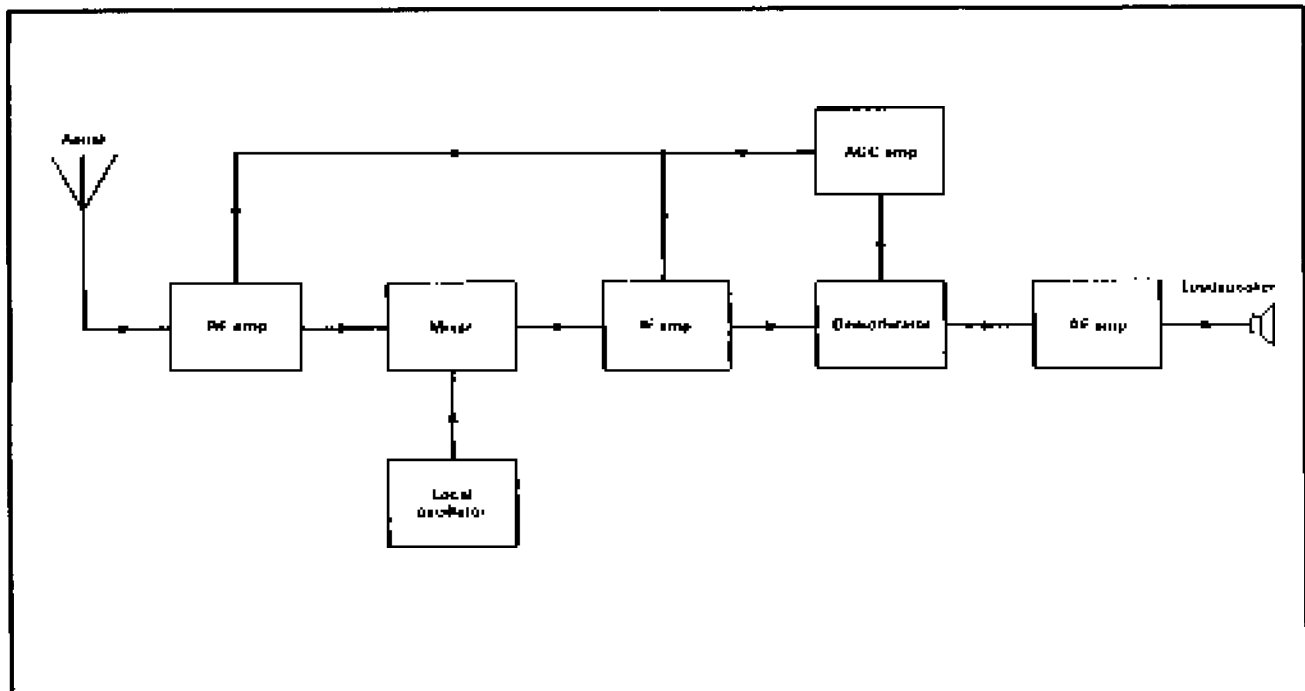 Aerial
AGC amp
RF amp
Mixer
IF amp
Demodulator
AF amp
Loudspeaker
Local
oscillator